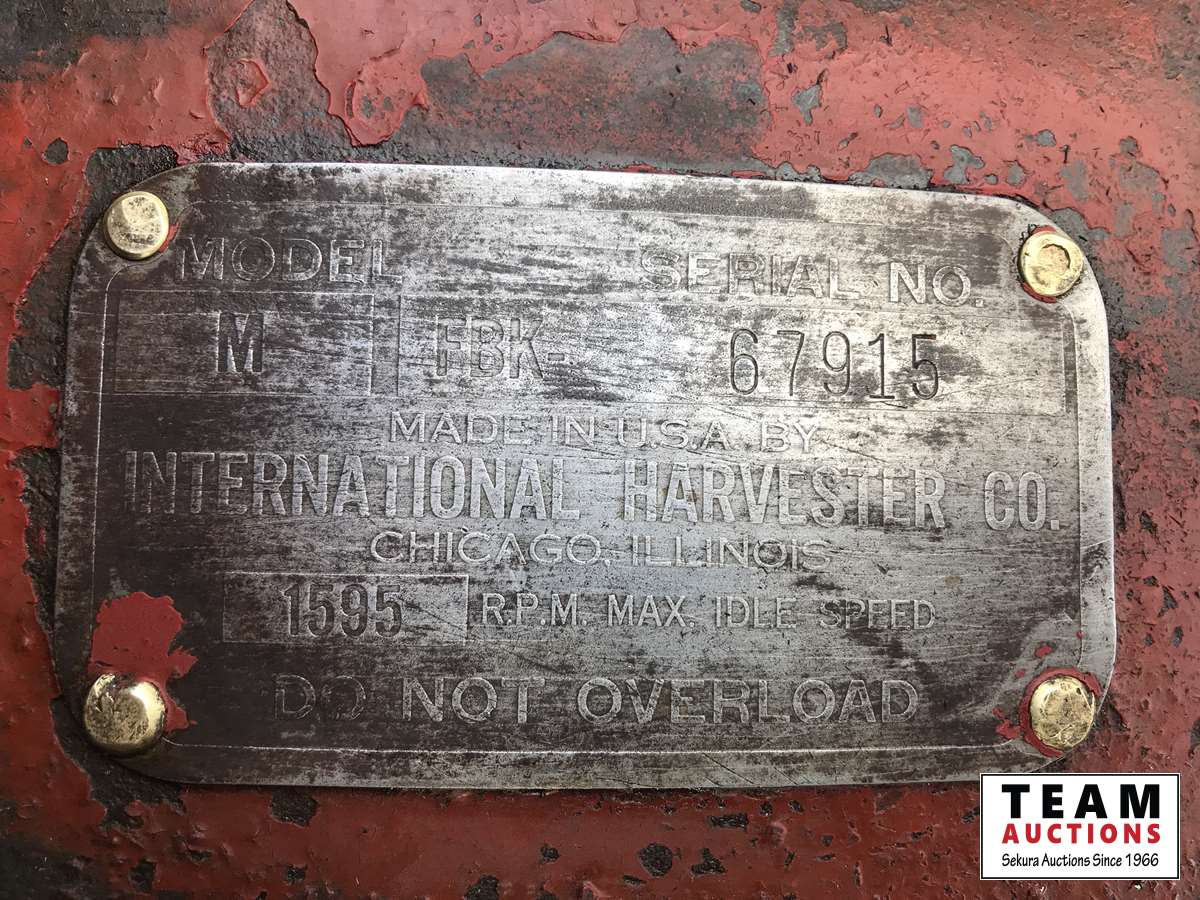 MODEL SERIAL NO.
M FBK- 67915
MADE IN U.S.A. BY
INTERNATIONAL HARVESTER CO.
CHICAGO, ILLINOIS
1595 R.P.M. MAX. IDLE SPEED
DO NOT OVERLOAD
TEAM
AUCTIONS
Sekura Auctions Since 1966